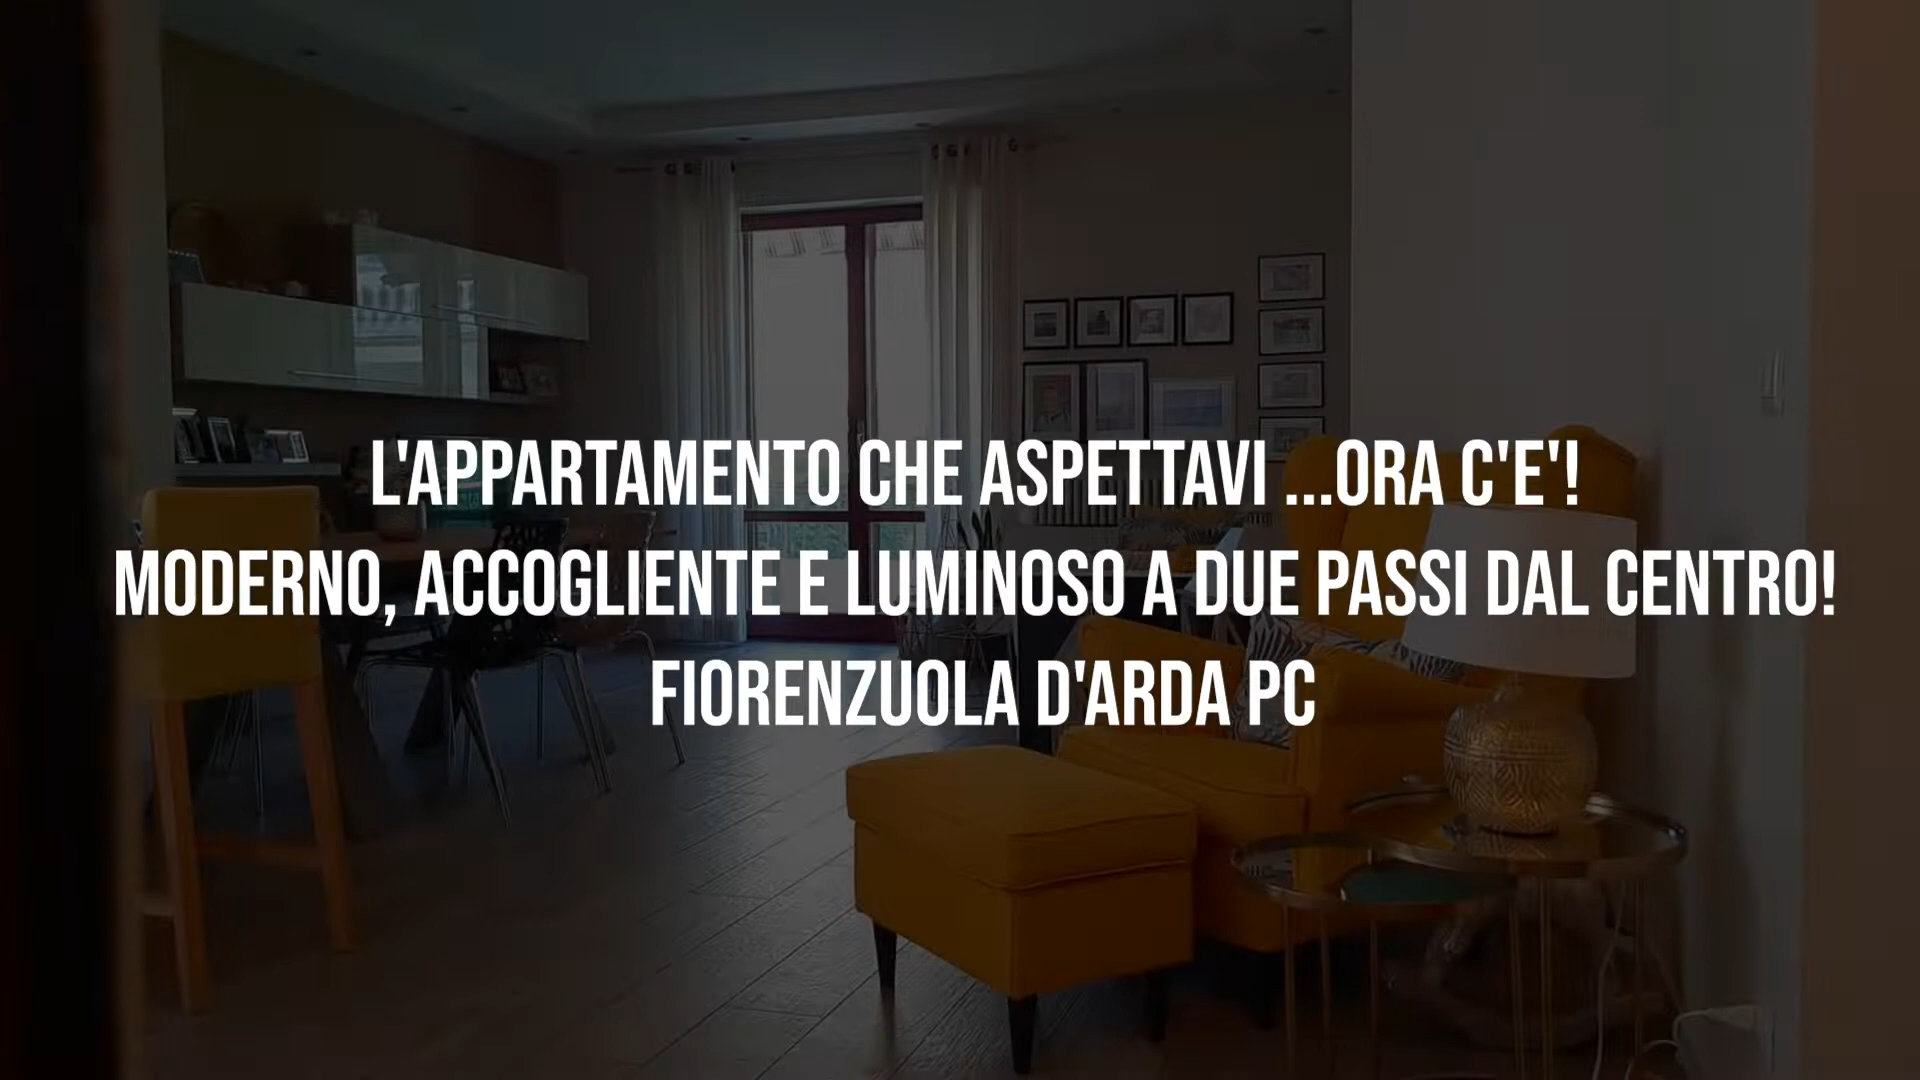 L'APPARTAMENTO CHE ASPETTAVI ...ORA C'E'!
MODERNO, ACCOGLIENTE E LUMINOSO A DUE PASSI DAL CENTRO!
FIORENZUOLA D'ARDA PC